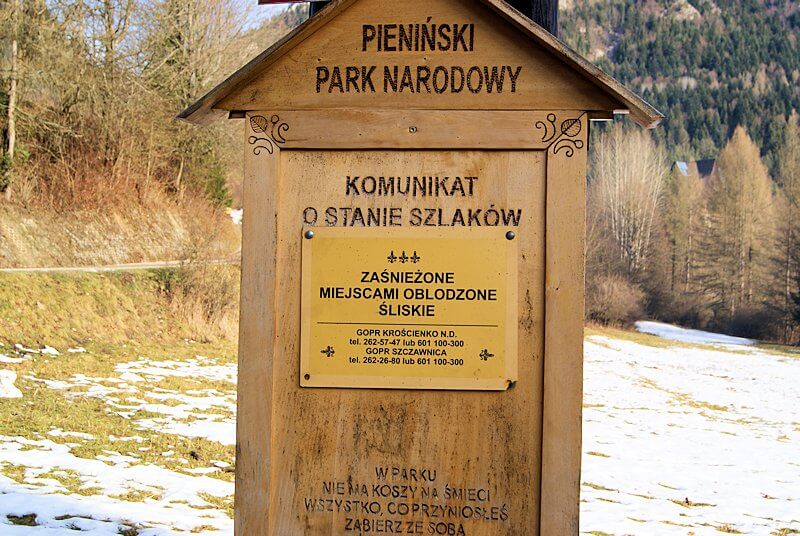 PIENIŃSKI
PARK NARODOWY
KOMUNIKAT
O STANIE SZLAKÓW
ZAŚNIEŻONE
MIEJSCAMI OBLODZONE
ŚLISKIE
GOPR KROŚCIENKO N.D.
tel. 262-57-47 lub 601 100-300
GOPR SZCZAWNICA
tel. 262-26-80 lub 601 100-300
W PARKU
NIE MA KOSZY NA ŚMIECI
WSZYSTKO, CO PRZYNIOSŁEŚ
ZABIERZ ZE SOBĄ